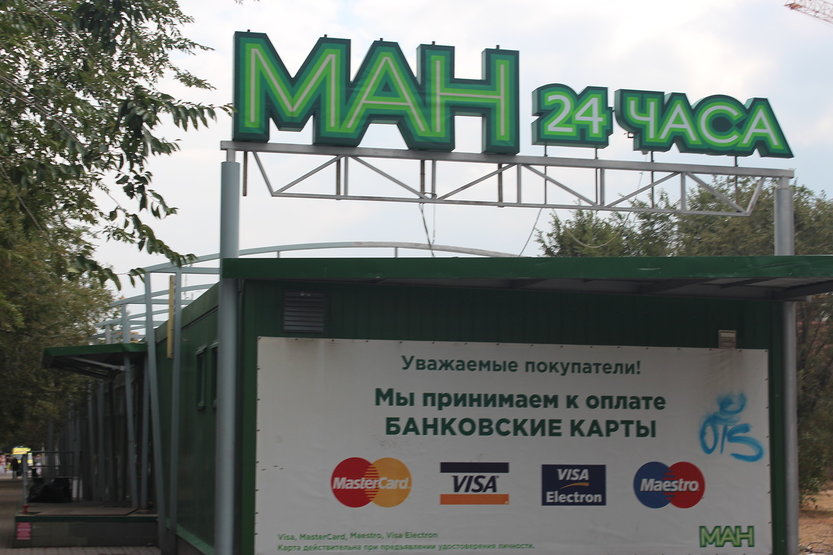 МАН 24 ЧАСА
Уважаемые покупатели!
Мы принимаем к оплате
БАНКОВСКИЕ КАРТЫ
MasterCard VISA VISA Electron Maestro
OTS
Visa, MasterCard, Maestro, Visa Electron
Карта действительна при предъявлении удостоверения личности.
МАН